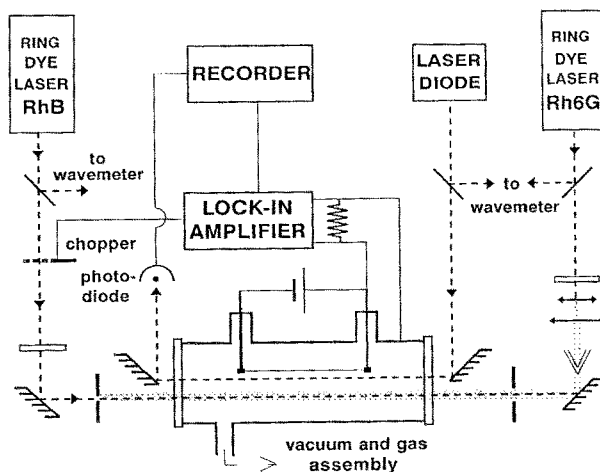 RING
DYE
LASER
RhB
RECORDER
LASER
DIODE
RING
DYE
LASER
Rh6G
to
wavemeter
to
wavemeter
LOCK-IN
AMPLIFIER
chopper
photo-
diode
vacuum and gas
assembly